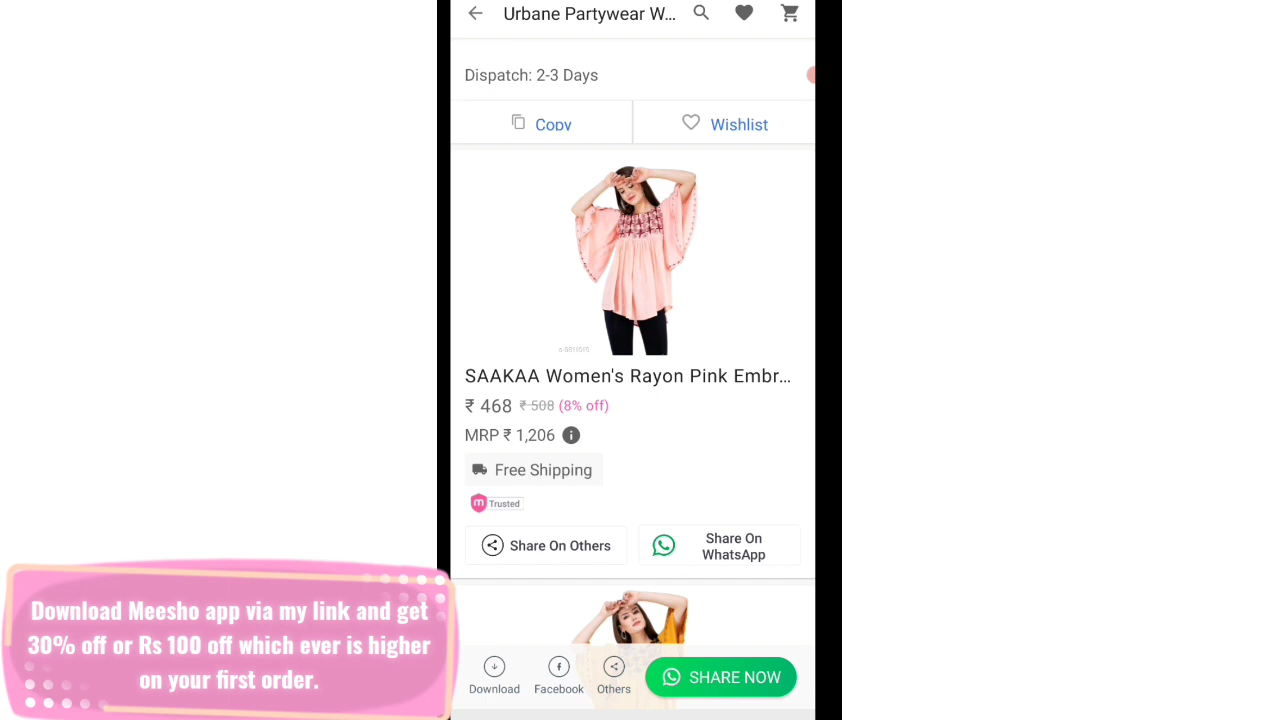 Urbane Partywear W...
Dispatch: 2-3 Days
Copy
Wishlist
SAAKAA Women's Rayon Pink Embr...
₹ 468 ₹ 508 (8% off)
MRP ₹ 1,206
Free Shipping
m Trusted
Share On Others
Share On
WhatsApp
Download
Facebook
Others
SHARE NOW
Download Meesho app via my link and get
30% off or Rs 100 off which ever is higher
on your first order.